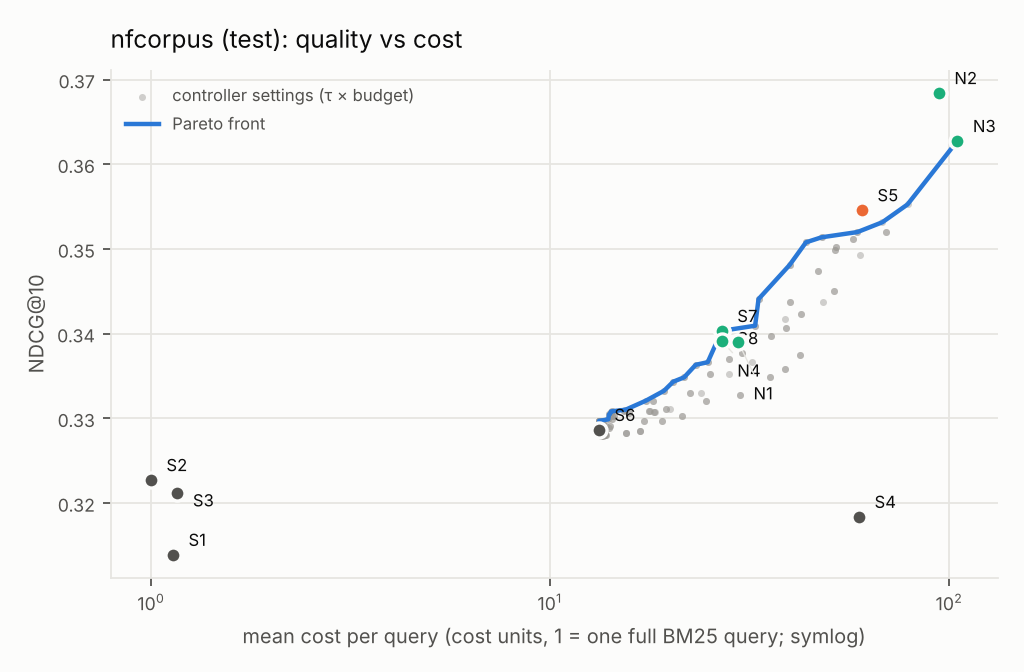 nfcorpus (test): quality vs cost
controller settings (τ × budget)
Pareto front
NDCG@10
0.37
0.36
0.35
0.34
0.33
0.32
N2
N3
S5
S7
S8
N4
N1
S6
S2
S3
S4
S1
10⁰
10¹
10²
mean cost per query (cost units, 1 = one full BM25 query; symlog)